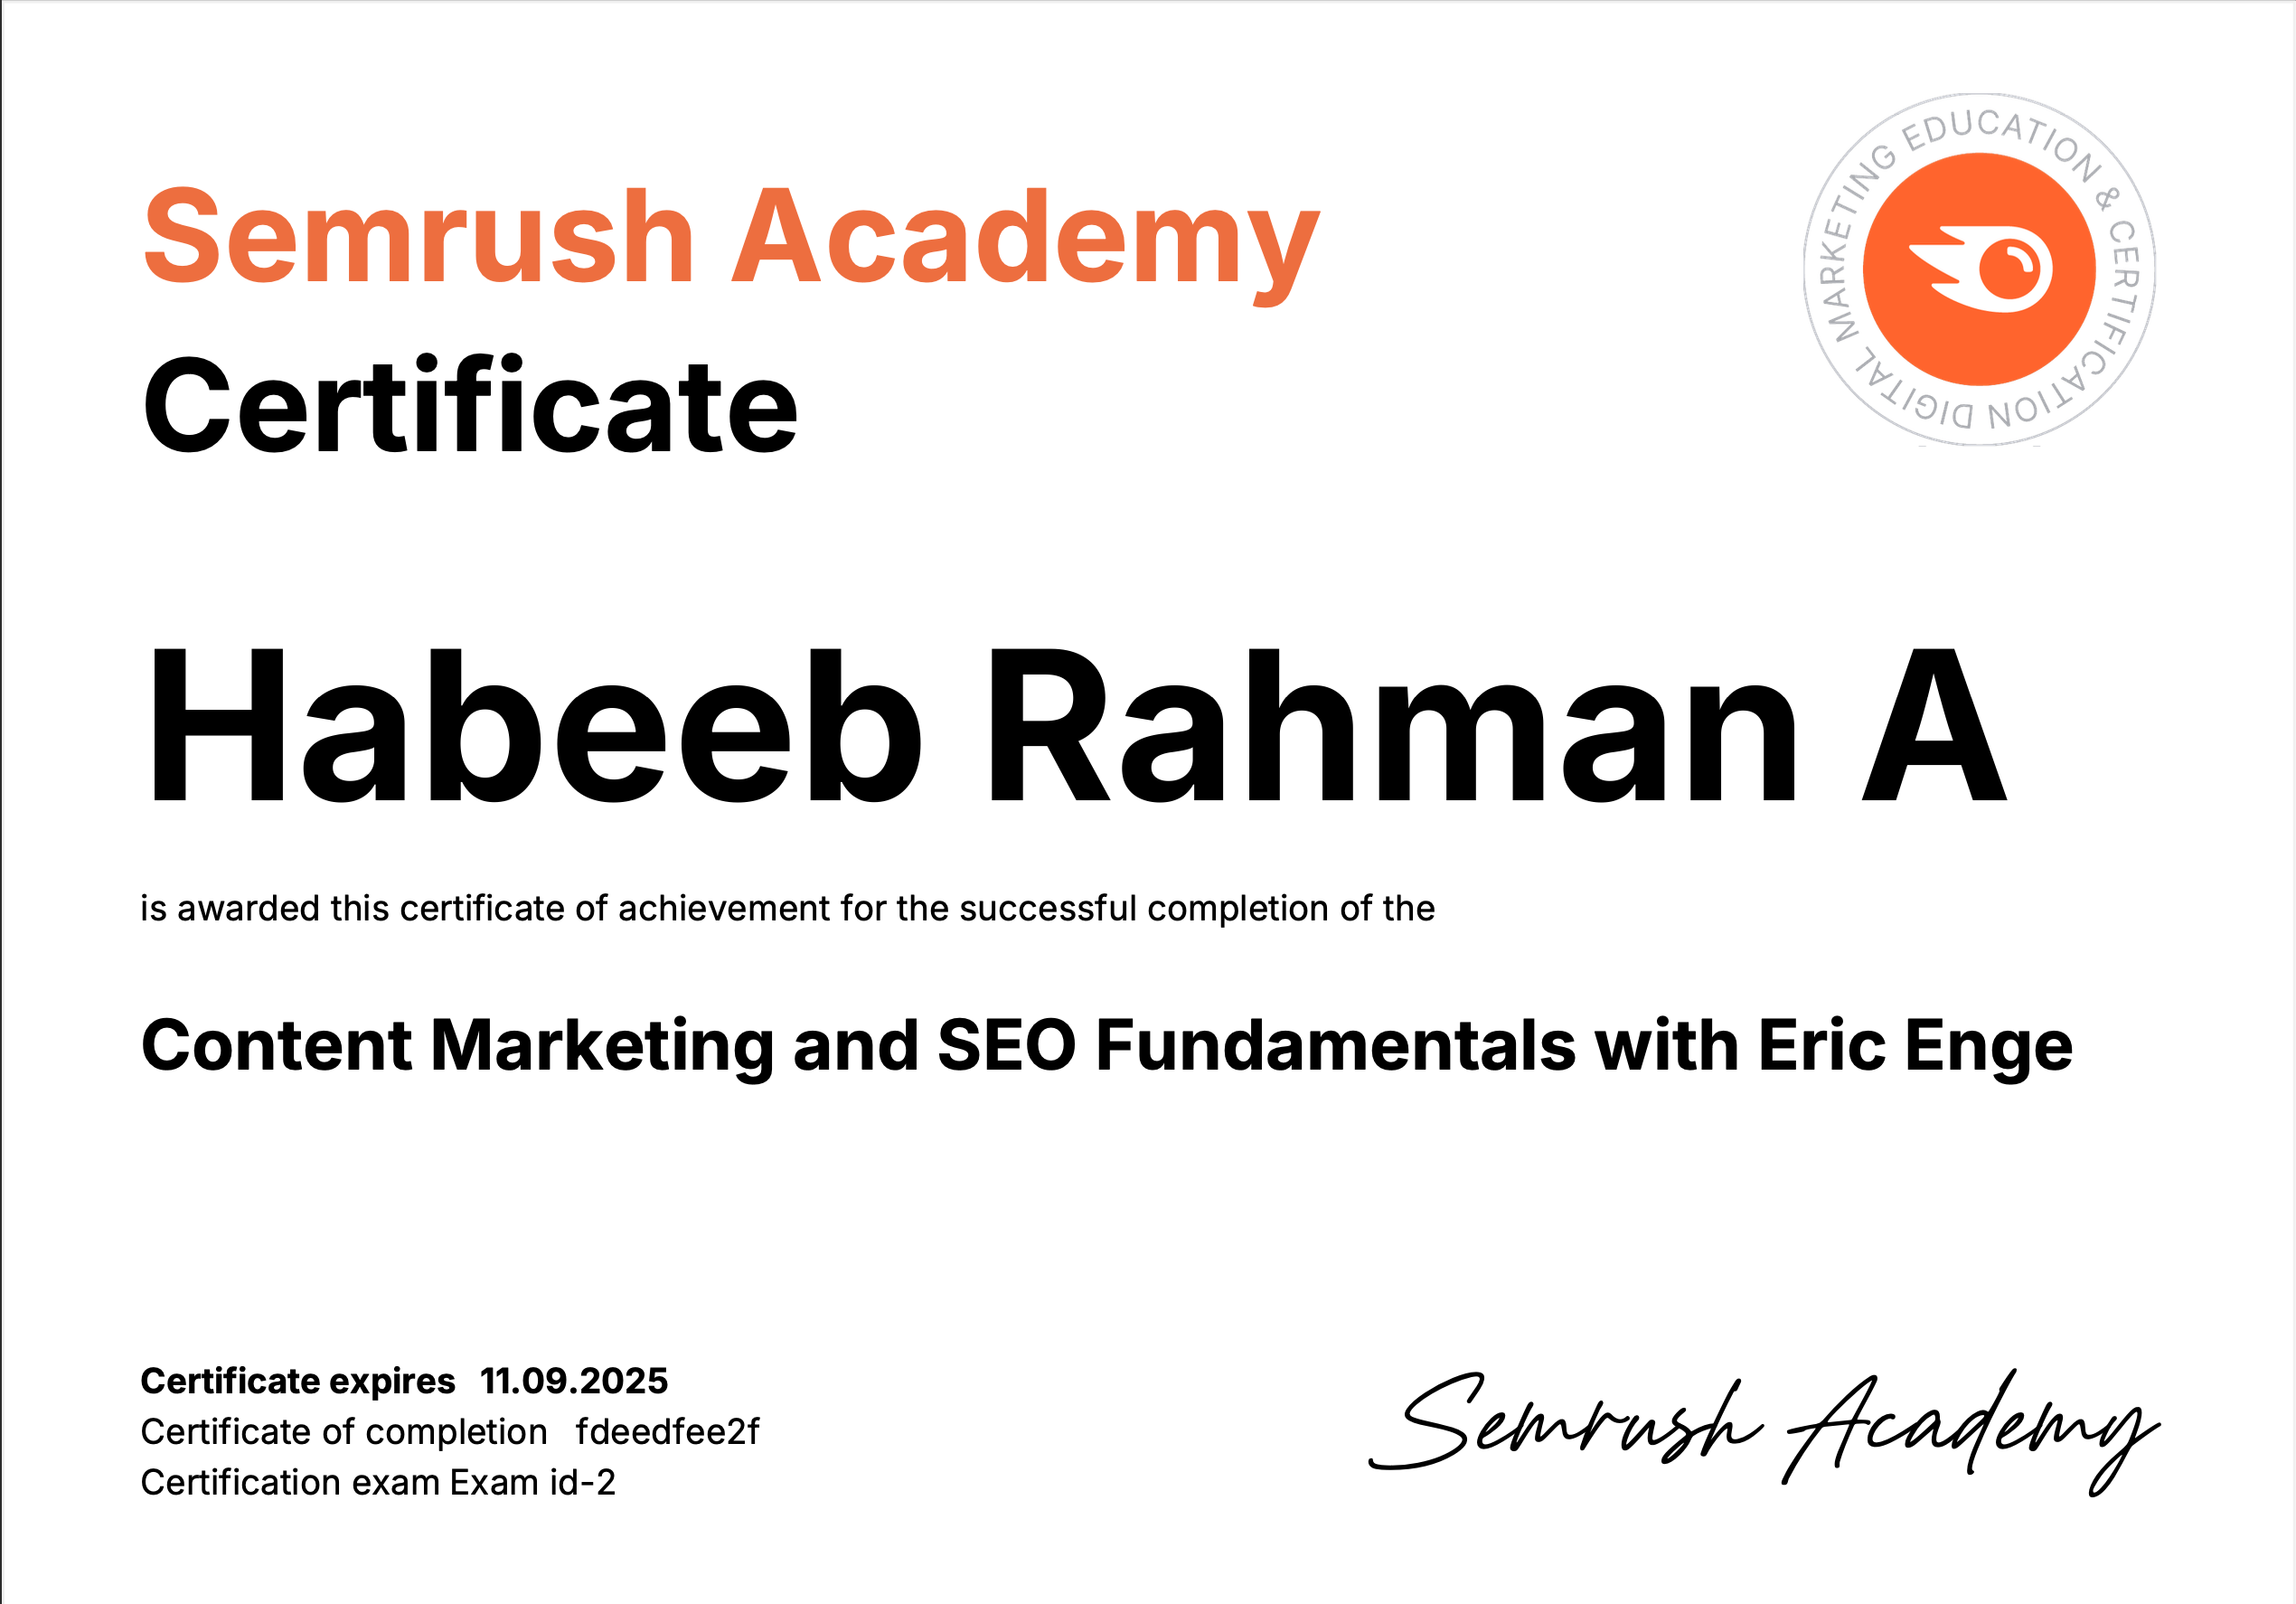 Semrush Academy
Certificate
DIGITAL MARKETING EDUCATION & CERTIFICATION
Habeeb Rahman A
is awarded this certificate of achievement for the successful completion of the
Content Marketing and SEO Fundamentals with Eric Enge
Certificate expires 11.09.2025
Certificate of completion fdeedfee2f
Certification exam Exam id-2
Semrush Academy